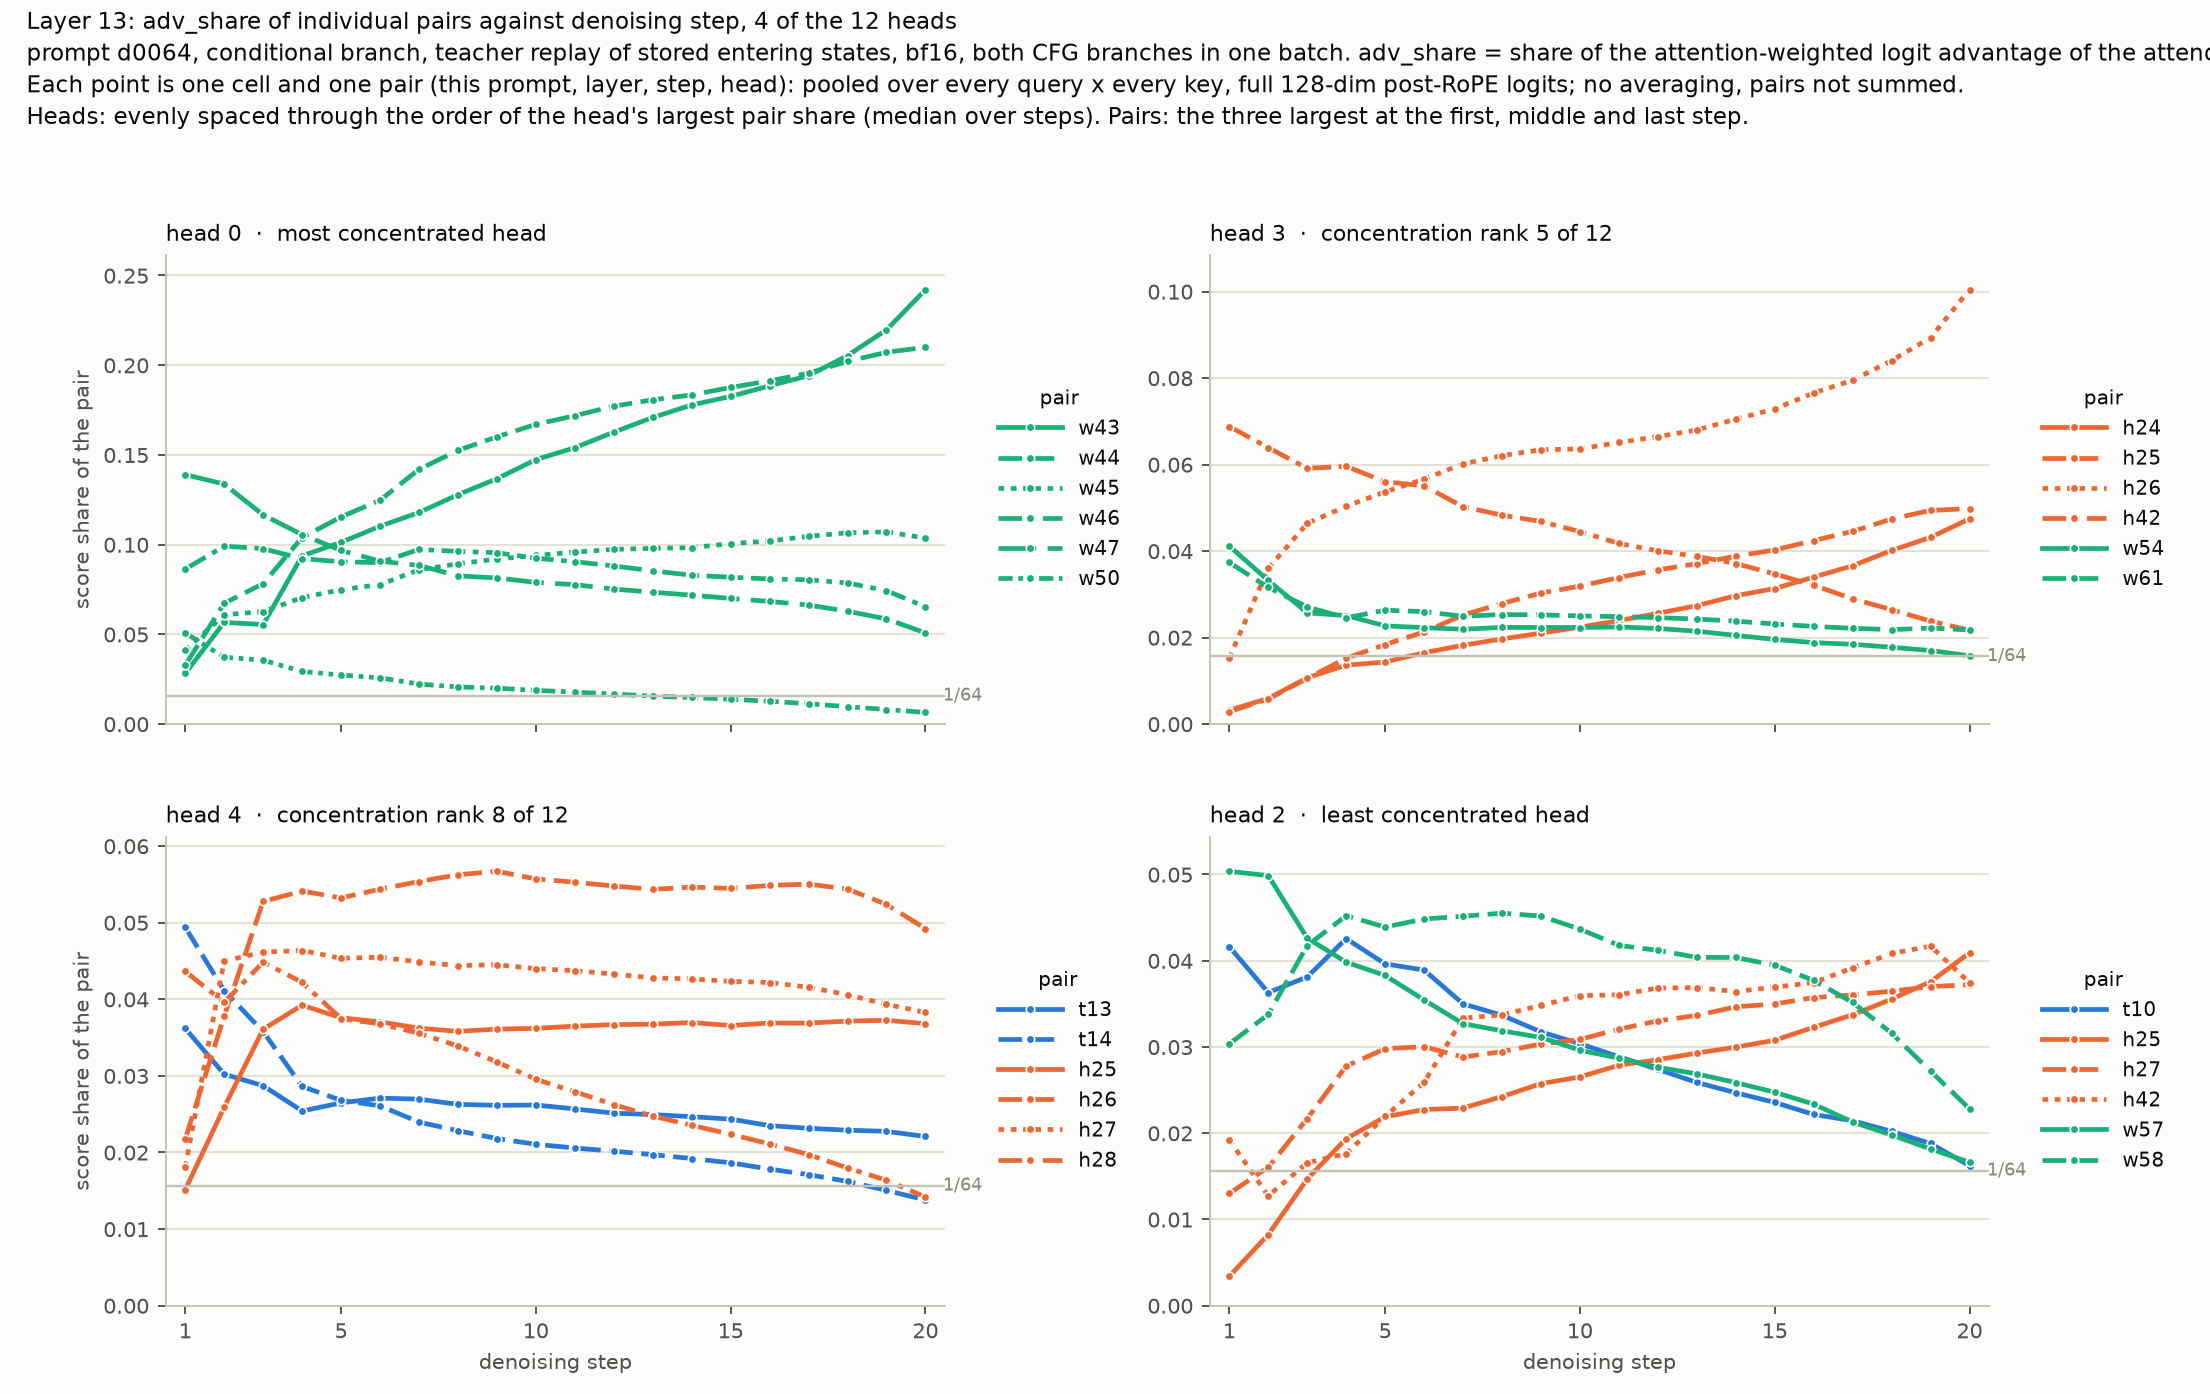 Layer 13: adv_share of individual pairs against denoising step, 4 of the 12 heads
prompt d0064, conditional branch, teacher replay of stored entering states, bf16, both CFG branches in one batch. adv_share = share of the attention-weighted logit advantage of the
Each point is one cell and one pair (this prompt, layer, step, head): pooled over every query x every key, full 128-dim post-RoPE logits; no averaging, pairs not summed.
Heads: evenly spaced through the order of the head's largest pair share (median over steps). Pairs: the three largest at the first, middle and last step.
head 0 · most concentrated head
score share of the pair
0.25
0.20
0.15
0.10
0.05
0.00
1/64
pair
w43
w44
w45
w46
w47
w50
head 3 · concentration rank 5 of 12
0.10
0.08
0.06
0.04
0.02
0.00
1/64
pair
h24
h25
h26
h42
w54
w61
head 4 · concentration rank 8 of 12
score share of the pair
0.06
0.05
0.04
0.03
0.02
0.01
0.00
1/64
1 5 10 15 20
denoising step
pair
t13
t14
h25
h26
h27
h28
head 2 · least concentrated head
0.05
0.04
0.03
0.02
0.01
0.00
1/64
1 5 10 15 20
denoising step
pair
t10
h25
h27
h42
w57
w58